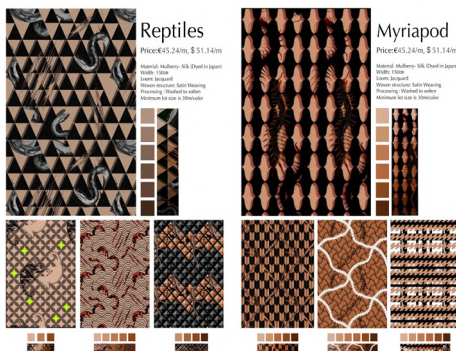 Reptiles
Price:€45.24/m, $ 51.14/m
Material: Mulberry- Silk (Dyed in Japan)
Width: 150㎝
Loom: Jacquard
Woven structure: Satin Weaving
Processing : Washed to soften
Minimum lot size is 30m/color
Myriapod
Price:€45.24/m, $ 51.14/m
Material: Mulberry- Silk (Dyed in Japan
Width: 150㎝
Loom: Jacquard
Woven structure: Satin Weaving
Processing : Washed to soften
Minimum lot size is 30m/color